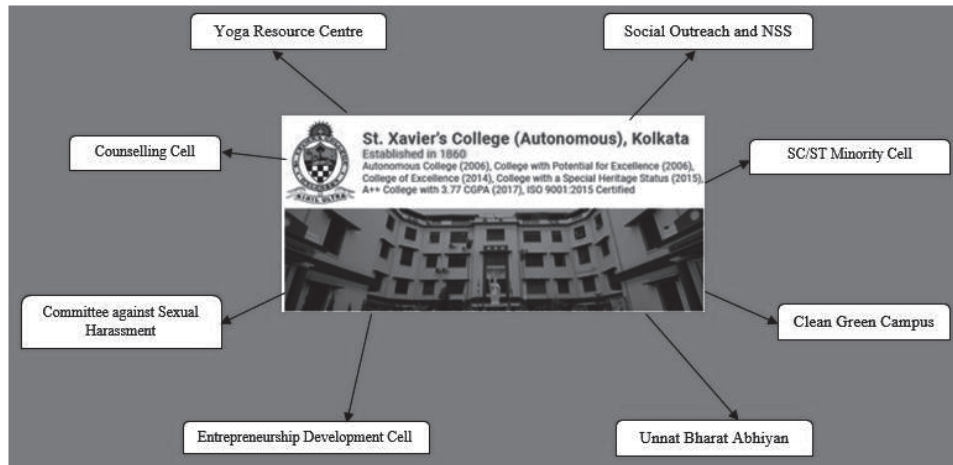 Yoga Resource Centre
Social Outreach and NSS
St. Xavier's College (Autonomous), Kolkata
Established in 1860
Autonomous College (2006), College with Potential for Excellence (2006),
College of Excellence (2014), College with a Special Heritage Status (2015),
A++ College with 3.77 CGPA (2017), ISO 9001:2015 Certified
NIHIL ULTRA
Counselling Cell
SC/ST Minority Cell
Committee against Sexual
Harassment
Clean Green Campus
Entrepreneurship Development Cell
Unnat Bharat Abhiyan